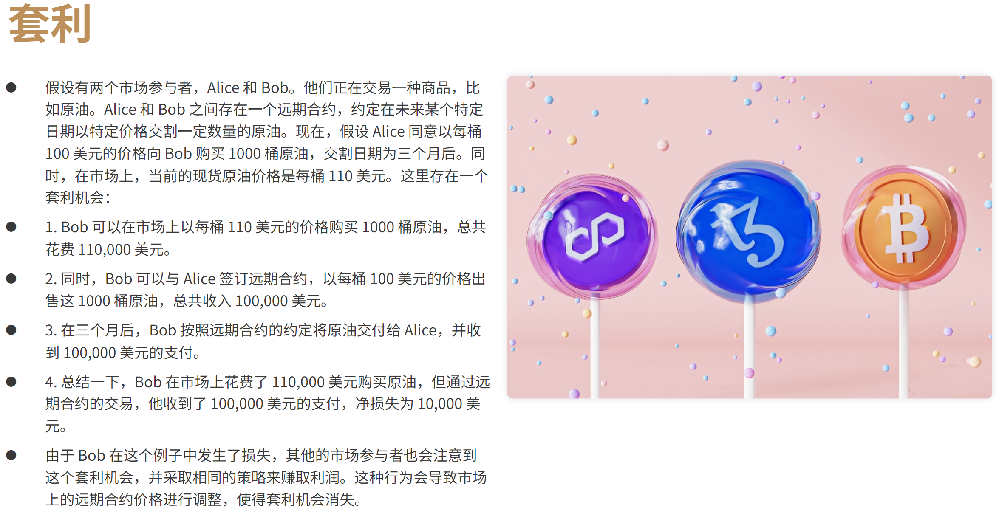 套利
● 假设有两个市场参与者，Alice 和 Bob。他们正在交易一种商品，比
如原油。Alice 和 Bob 之间存在一个远期合约，约定在未来某个特定
日期以特定价格交割一定数量的原油。现在，假设 Alice 同意以每桶
100 美元的价格向 Bob 购买 1000 桶原油，交割日期为三个月后。同
时，在市场上，当前的现货原油价格是每桶 110 美元。这里存在一个
套利机会：
● 1. Bob 可以在市场上以每桶 110 美元的价格购买 1000 桶原油，总共
花费 110,000 美元。
● 2. 同时，Bob 可以与 Alice 签订远期合约，以每桶 100 美元的价格出
售这 1000 桶原油，总共收入 100,000 美元。
● 3. 在三个月后，Bob 按照远期合约的约定将原油交付给 Alice，并收
到 100,000 美元的支付。
● 4. 总结一下，Bob 在市场上花费了 110,000 美元购买原油，但通过远
期合约的交易，他收到了 100,000 美元的支付，净损失为 10,000 美
元。
● 由于 Bob 在这个例子中发生了损失，其他的市场参与者也会注意到
这个套利机会，并采取相同的策略来赚取利润。这种行为会导致市场
上的远期合约价格进行调整，使得套利机会消失。